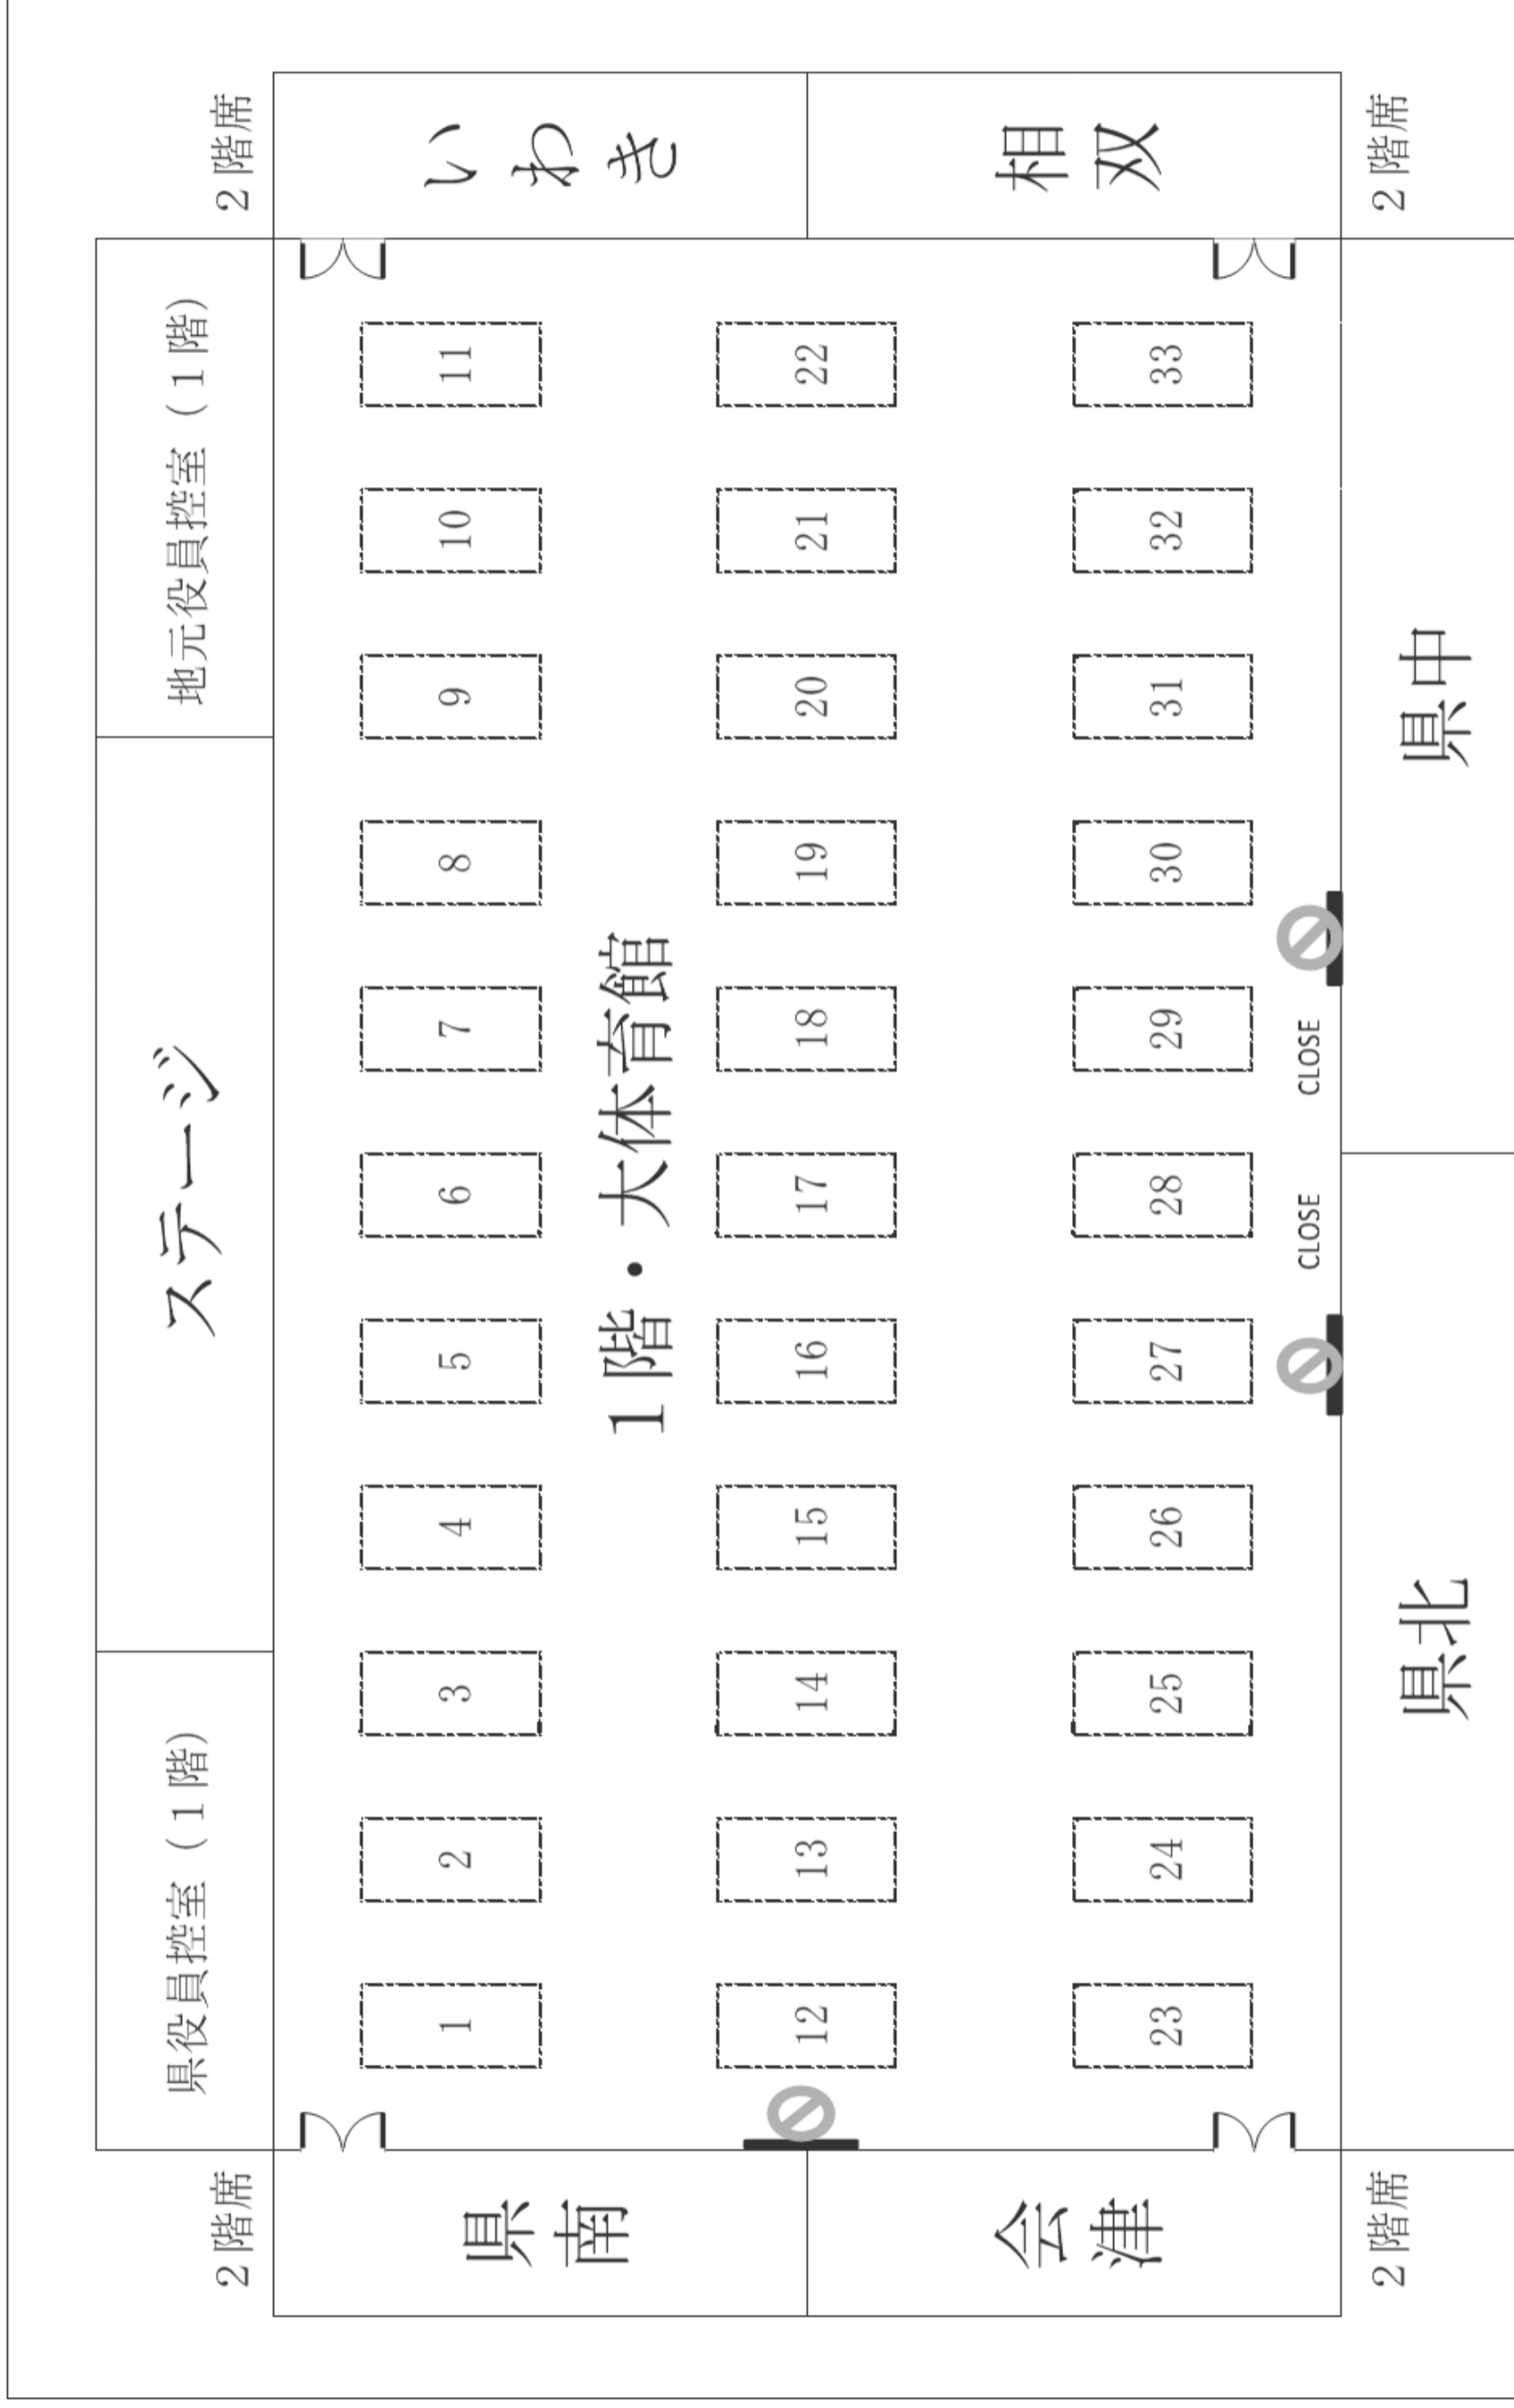 県役員控室（1階）
ステージ
地元役員控室（1階）
2階席
2階席
県南
会津
いわき
相双
1 2 3 4 5 6 7 8 9 10 11
1階・大体育館
12 13 14 15 16 17 18 19 20 21 22
23 24 25 26 27 28 29 30 31 32 33
CLOSE
CLOSE
2階席
2階席
県北
県中